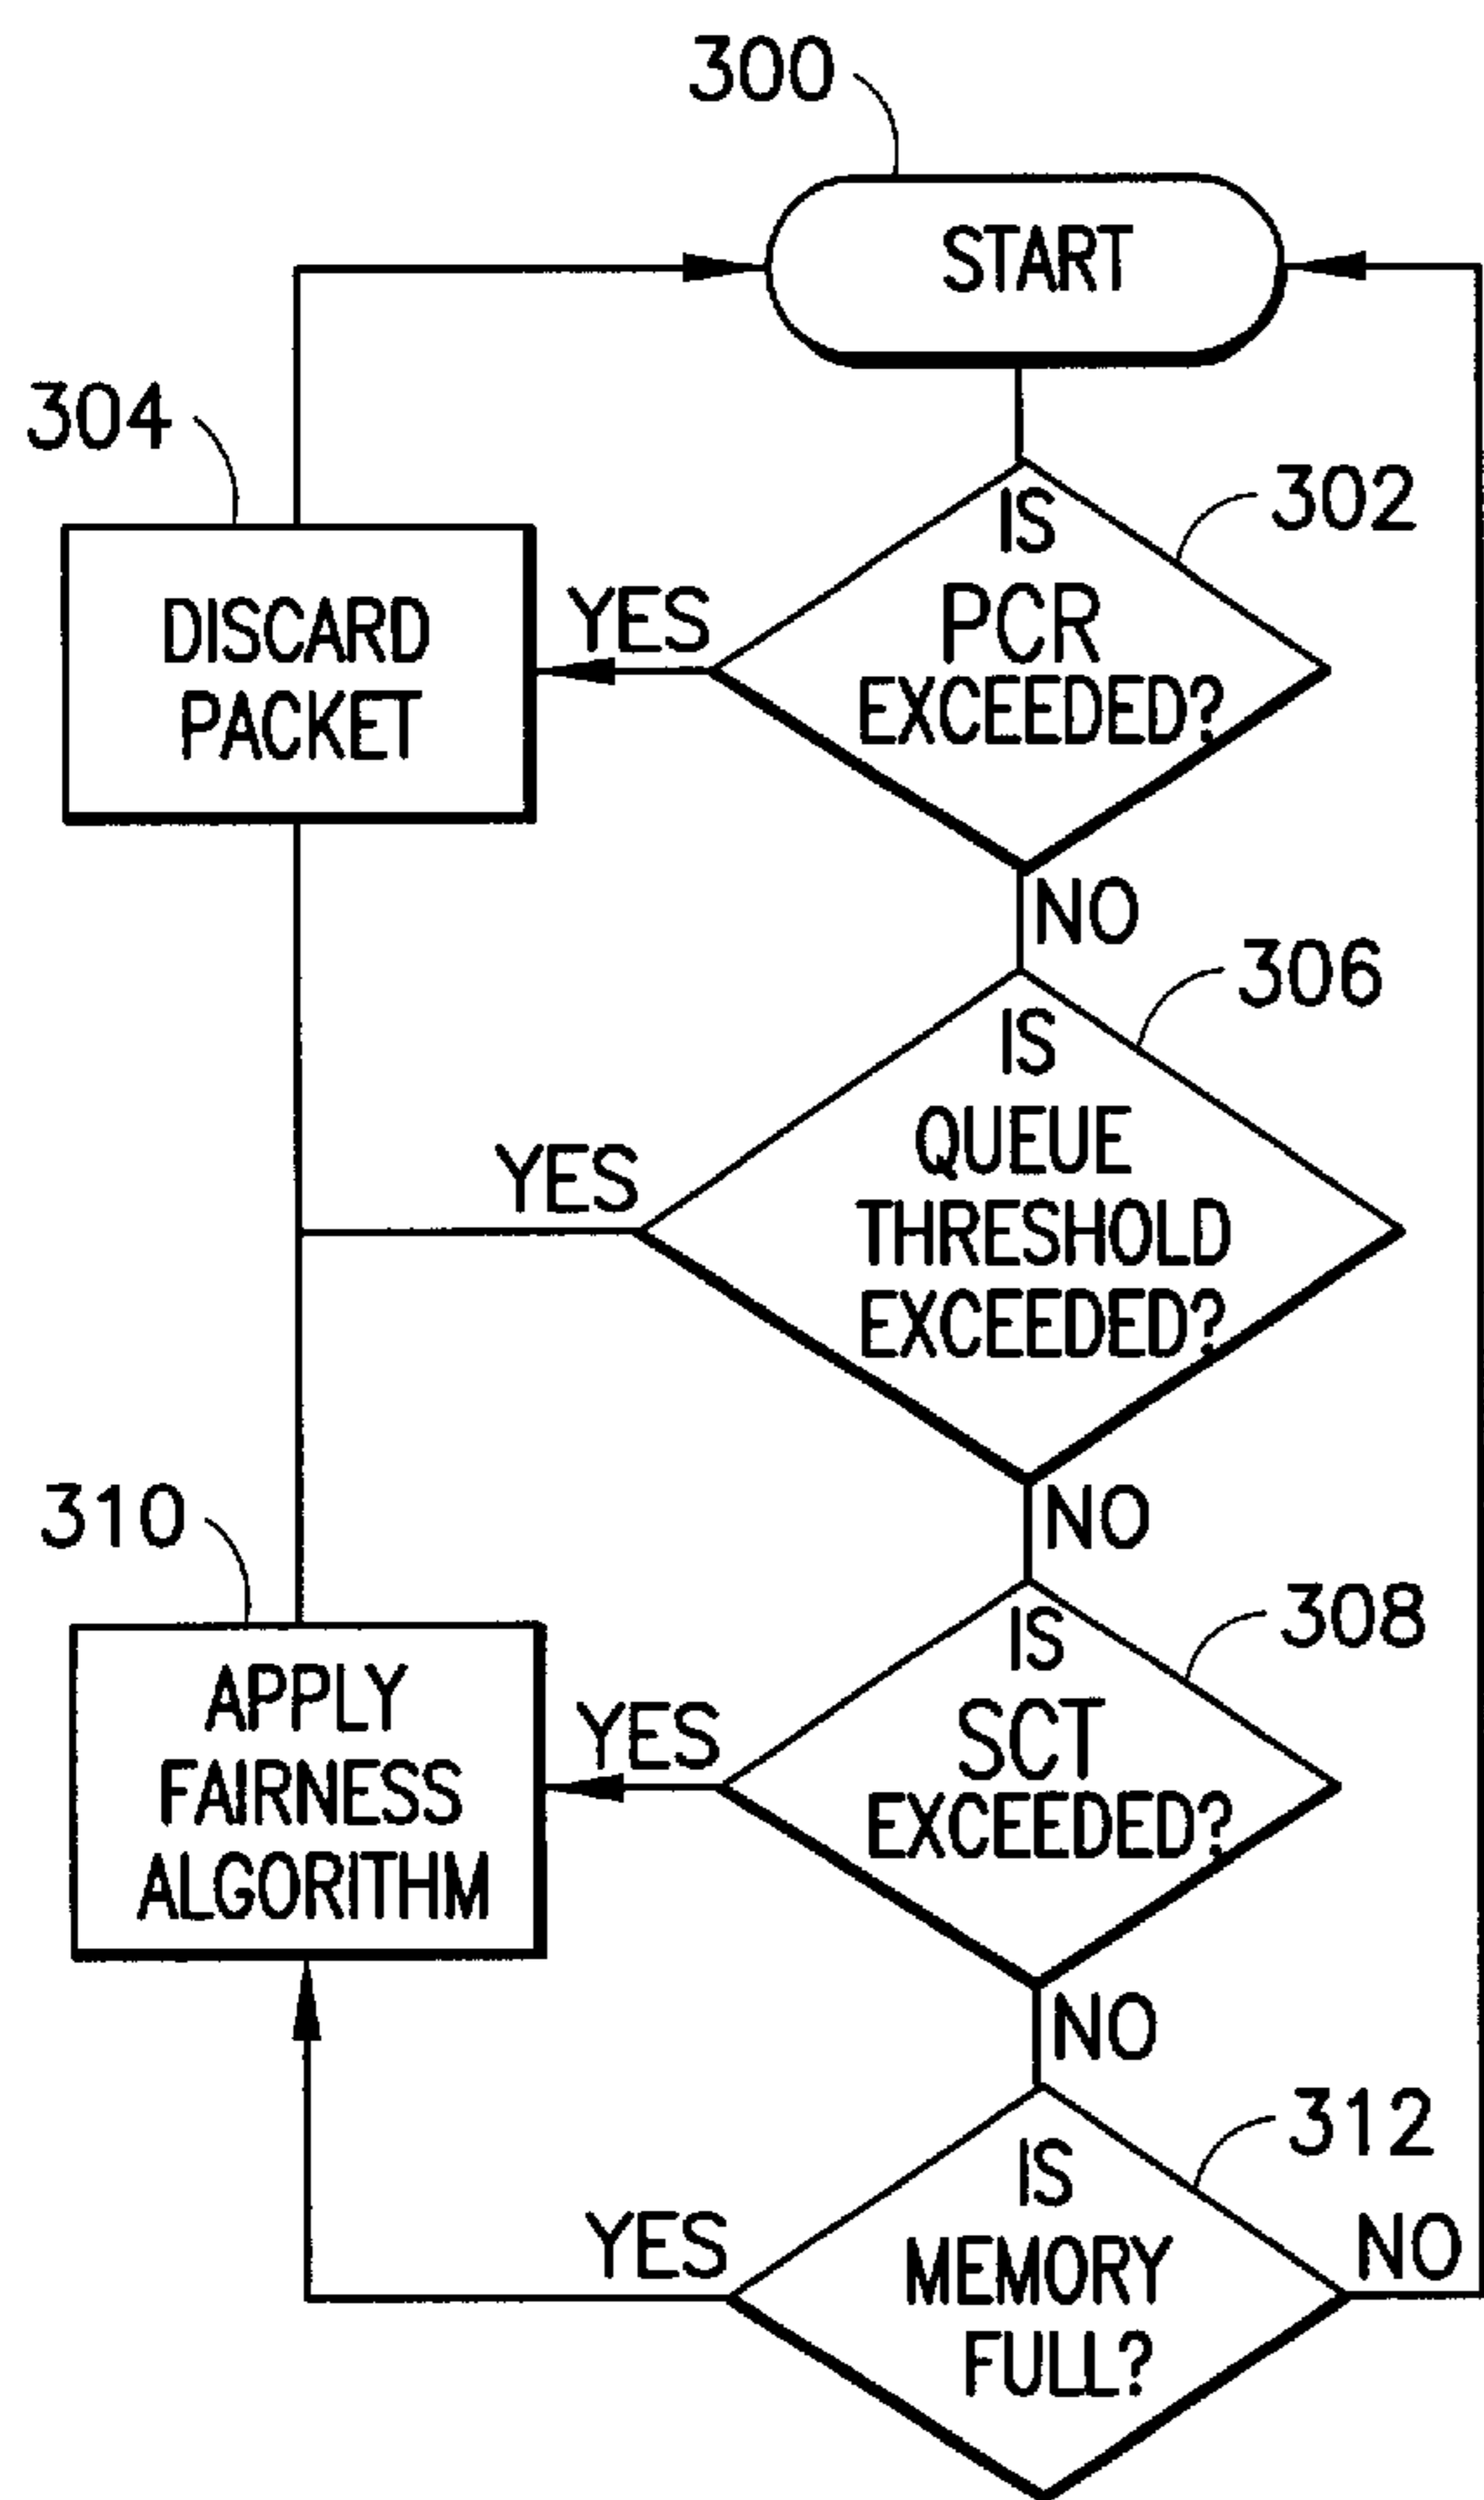 300
START
304
302
IS
PCR
EXCEEDED?
YES
DISCARD
PACKET
NO
306
IS
QUEUE
THRESHOLD
EXCEEDED?
YES
NO
310
308
IS
SCT
EXCEEDED?
YES
APPLY
FAIRNESS
ALGORITHM
NO
312
IS
MEMORY
FULL?
YES
NO